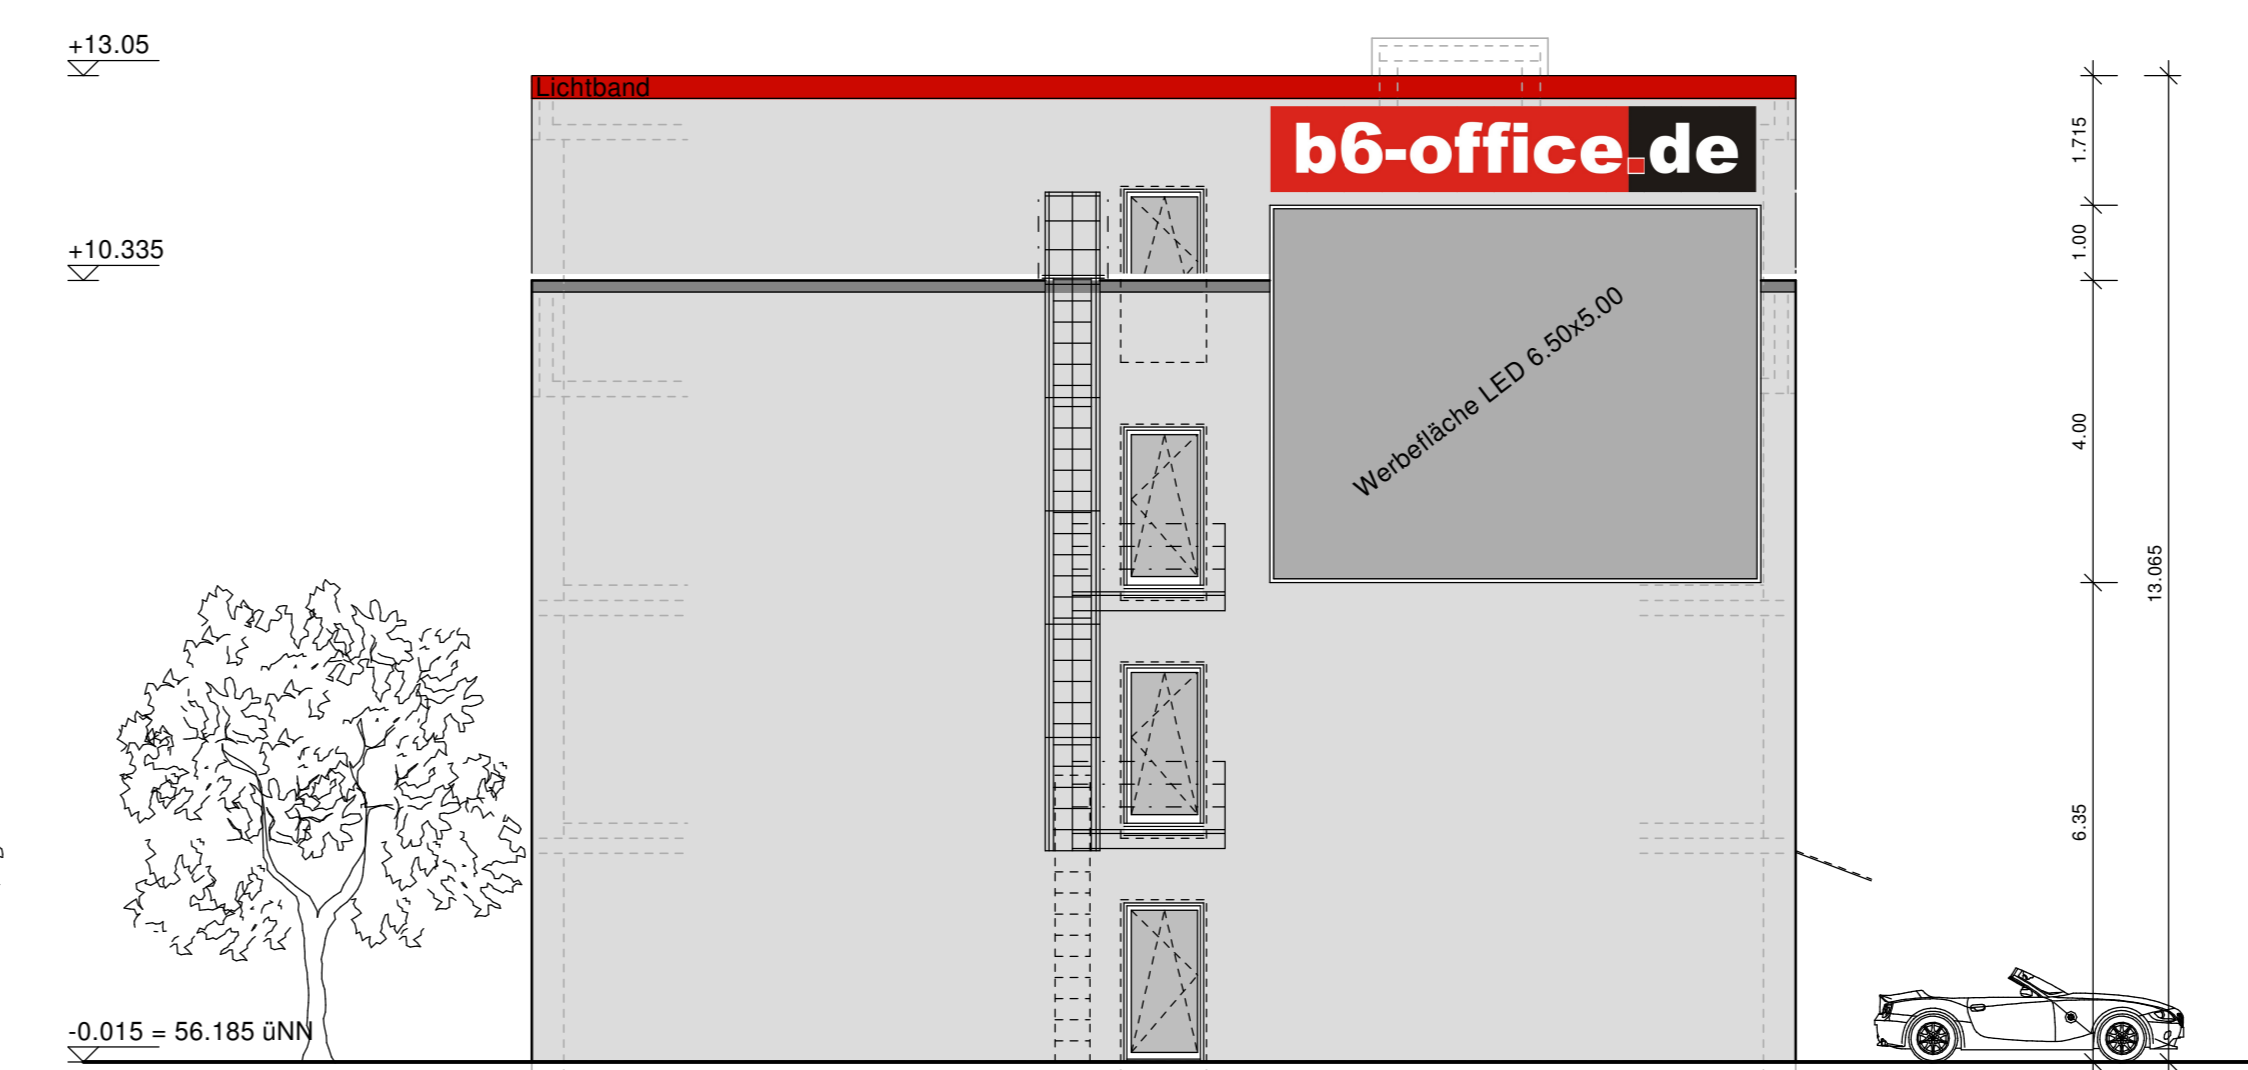 +13.05
Lichtband
b6-office.de
1.715
+10.335
1.00
Werbefläche LED 6.50x5.00
4.00
13.065
6.35
-0.015 = 56.185 üNN